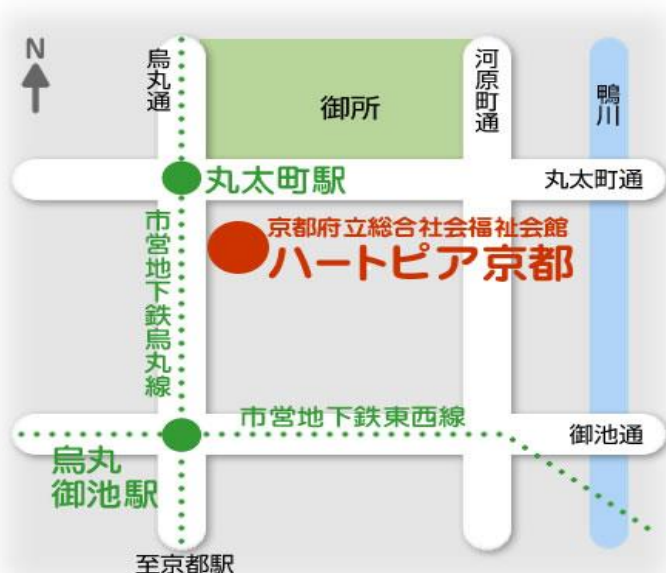 N
烏丸通
御所
河原町通
鴨川
丸太町駅
丸太町通
京都府立総合社会福祉会館
ハートピア京都
市営地下鉄烏丸線
市営地下鉄東西線
御池通
烏丸
御池駅
至京都駅